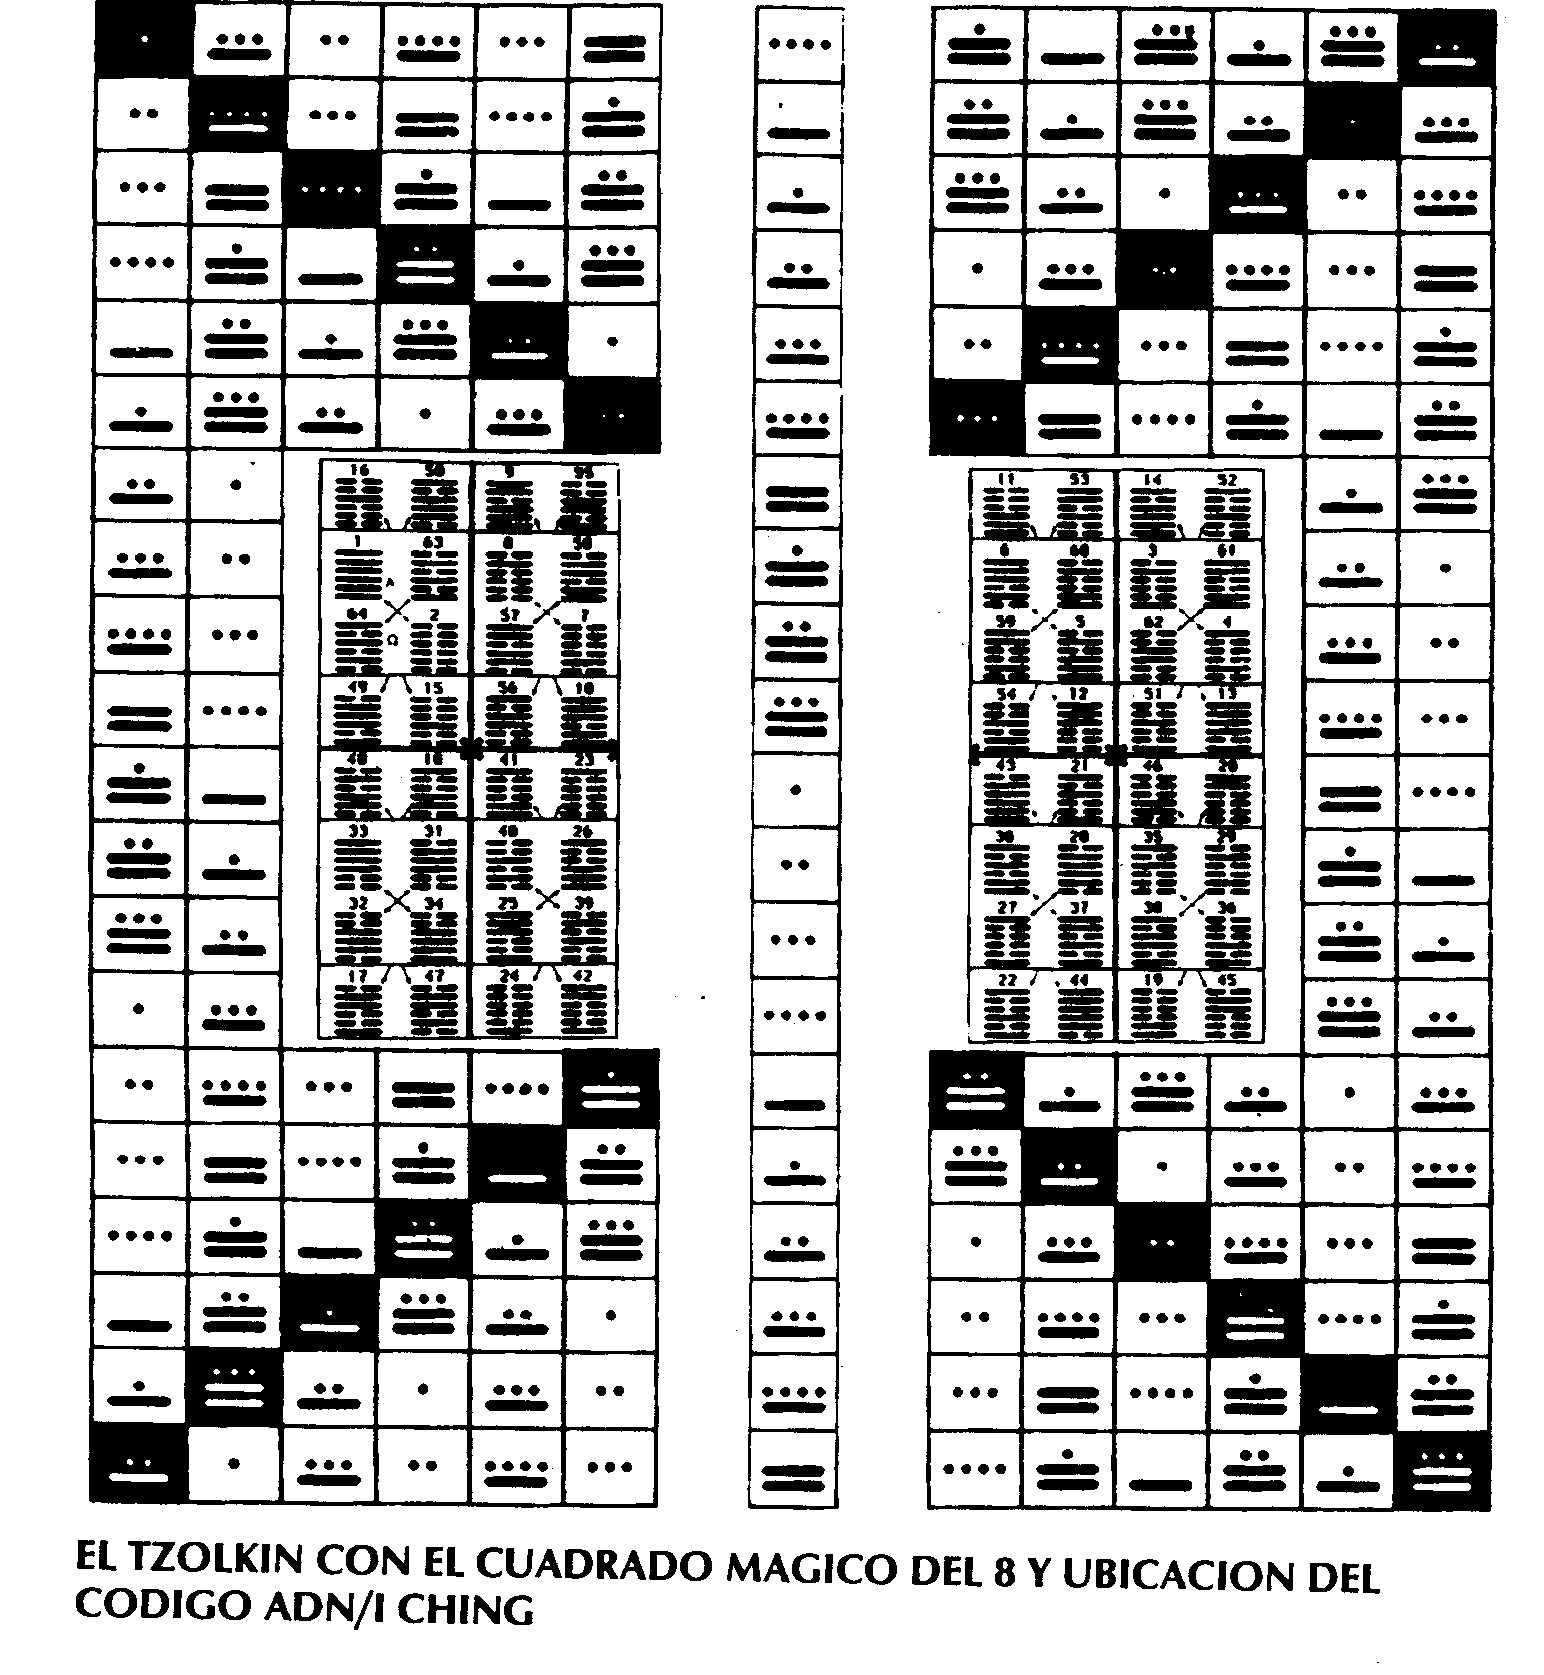 16 50 9 55
11 53 14 52
1 63 8 58
6 60 3 61
A
64 2 57 7
59 5 62 4
Ω
49 15 56 10
54 12 51 13
48 18 41 23
43 21 46 20
33 31 40 26
30 28 35 29
32 34 25 39
27 37 38 36
17 47 24 42
22 44 19 45
EL TZOLKIN CON EL CUADRADO MAGICO DEL 8 Y UBICACION DEL
CODIGO ADN/I CHING